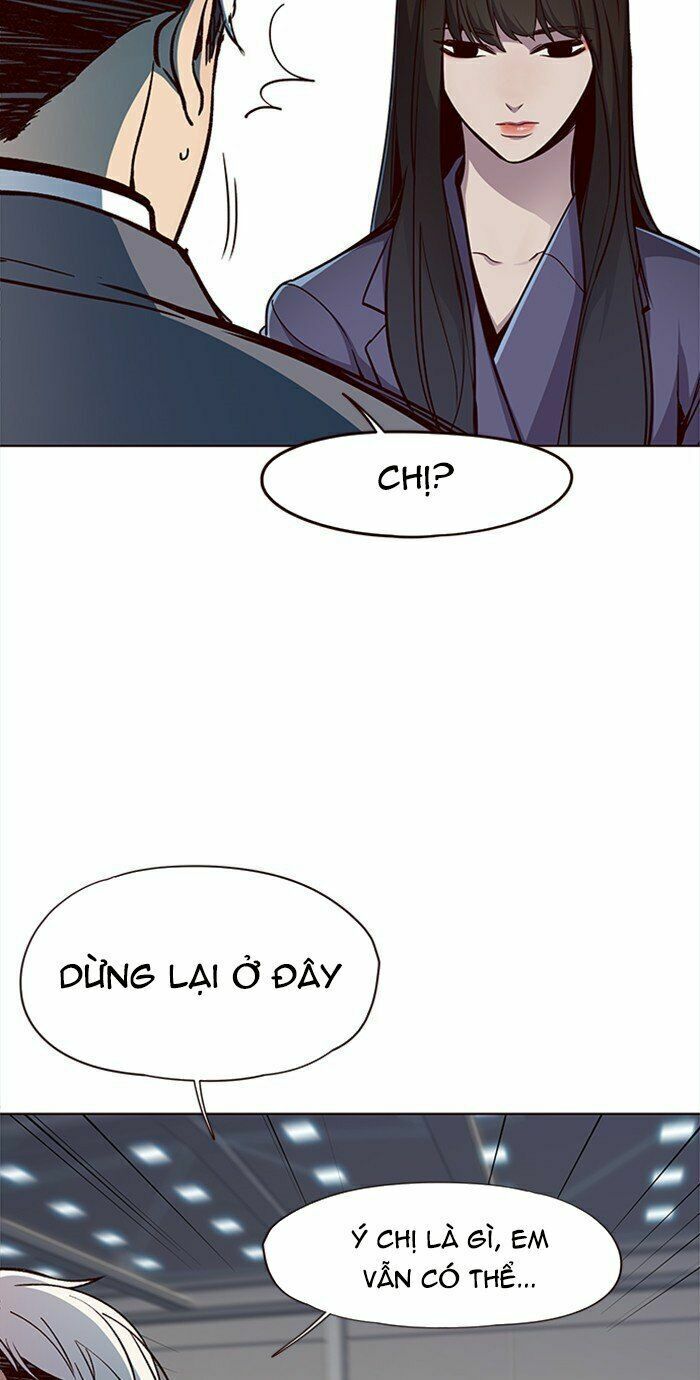 CHỊ?
DỪNG LẠI Ở ĐÂY
Ý CHỊ LÀ GÌ, EM
VẪN CÓ THỂ...